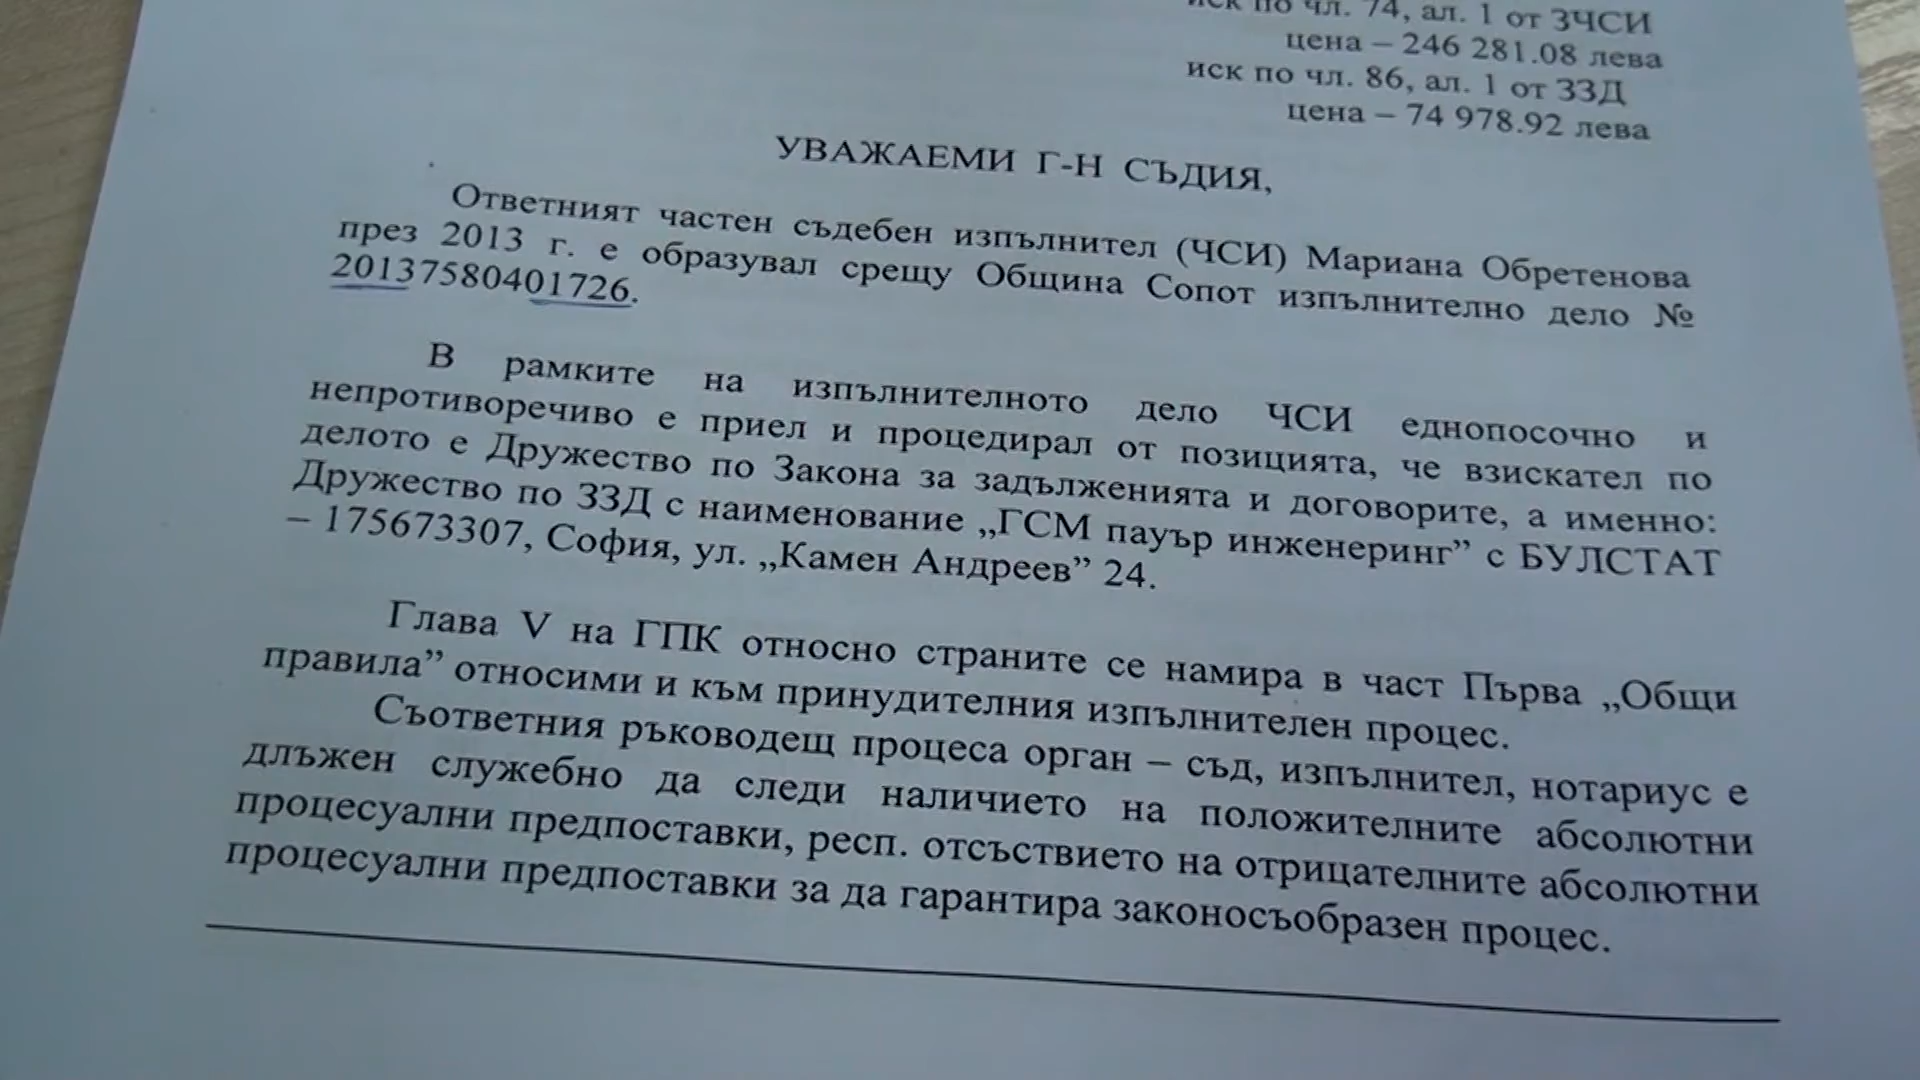 иск по чл. 74, ал. 1 от ЗЧСИ
цена – 246 281.08 лева
иск по чл. 86, ал. 1 от ЗЗД
цена – 74 978.92 лева
УВАЖАЕМИ Г-Н СЪДИЯ,
Ответният частен съдебен изпълнител (ЧСИ) Мариана Обретенова
през 2013 г. е образувал срещу Община Сопот изпълнително дело №
20137580401726.
В рамките на изпълнителното дело ЧСИ еднопосочно и
непротиворечиво е приел и процедирал от позицията, че взискател по
делото е Дружество по Закона за задълженията и договорите, а именно:
Дружество по ЗЗД с наименование „ГСМ пауър инженеринг” с БУЛСТАТ
– 175673307, София, ул. „Камен Андреев” 24.
Глава V на ГПК относно страните се намира в част Първа „Общи
правила” относими и към принудителния изпълнителен процес.
Съответния ръководещ процеса орган – съд, изпълнител, нотариус е
длъжен служебно да следи наличието на положителните абсолютни
процесуални предпоставки, респ. отсъствието на отрицателните абсолютни
процесуални предпоставки за да гарантира законосъобразен процес.